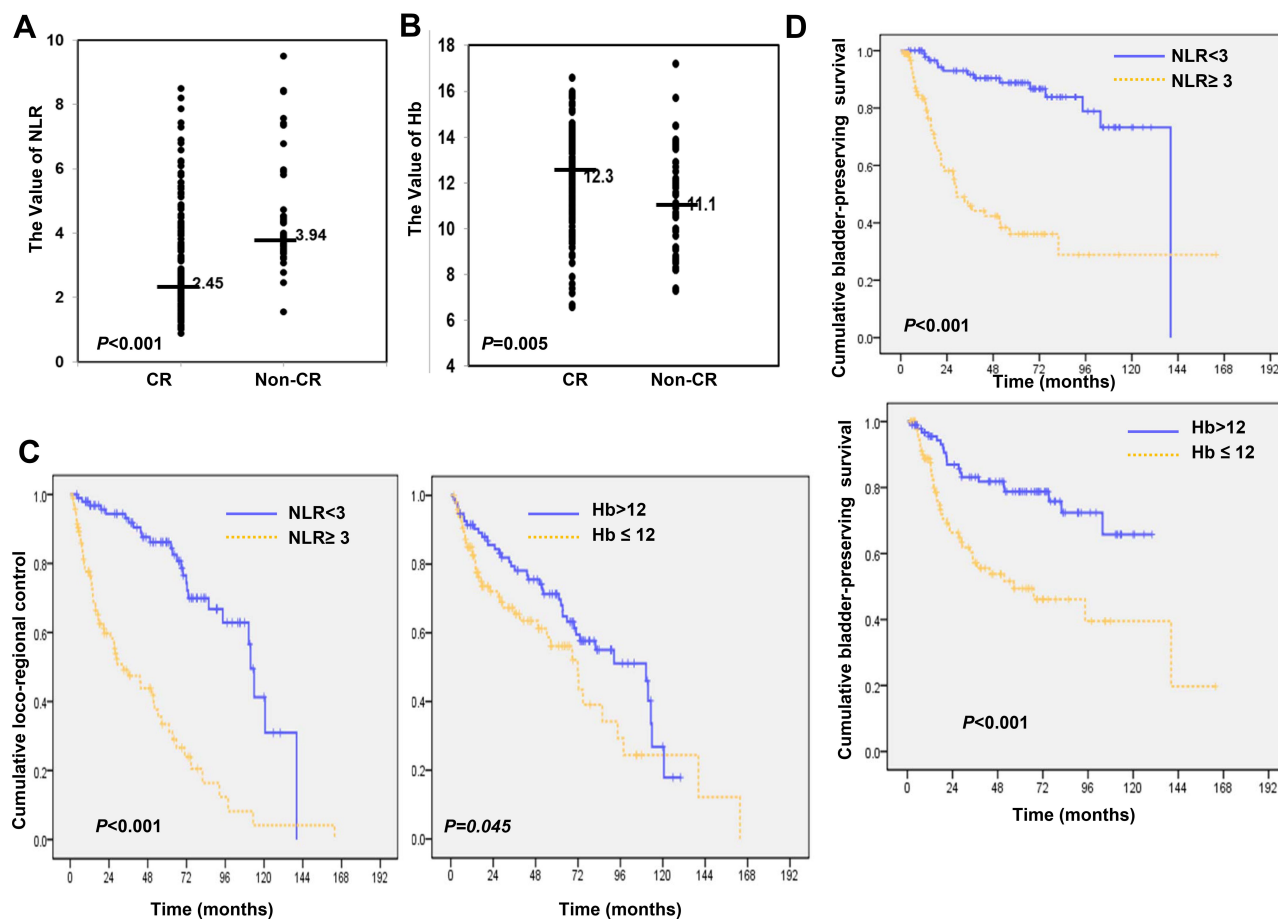 A
The Value of NLR
10
8
6
4
2
0
2.45
3.94
P<0.001
CR
Non-CR
B
The Value of Hb
18
16
14
12
10
8
6
4
12.3
11.1
P=0.005
CR
Non-CR
C
Cumulative loco-regional control
1.0
0.8
0.6
0.4
0.2
0.0
NLR<3
NLR≥ 3
P<0.001
0 24 48 72 96 120 144 168 192
Time (months)
1.0
0.8
0.6
0.4
0.2
0.0
Hb>12
Hb ≤ 12
P=0.045
0 24 48 72 96 120 144 168 192
Time (months)
D
Cumulative bladder-preserving survival
1.0
0.8
0.6
0.4
0.2
0.0
NLR<3
NLR≥ 3
P<0.001
0 24 48 72 96 120 144 168 192
Time (months)
Cumulative bladder-preserving survival
1.0
0.8
0.6
0.4
0.2
0.0
Hb>12
Hb ≤ 12
P<0.001
0 24 48 72 96 120 144 168 192
Time (months)